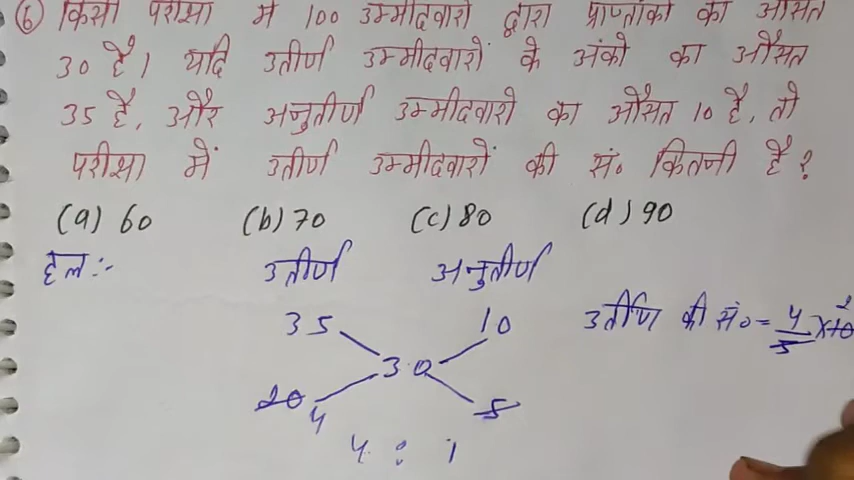 ⑥ किसी परीक्षा में 100 उम्मीदवारों द्वारा प्राप्तांको का औसत
30 है। यदि उतीर्ण उम्मीदवारों के अंको का औसत
35 है, और अनुतीर्ण उम्मीदवारो का औसत 10 है, तो
परीक्षा में उतीर्ण उम्मीदवारों की सं० कितनी है?
(a) 60 (b) 70 (c) 80 (d) 90
हल:- उतीर्ण अनुतीर्ण
35 10
उतीर्ण की सं० = 4/5 ×
30
20 4 5
4 : 1